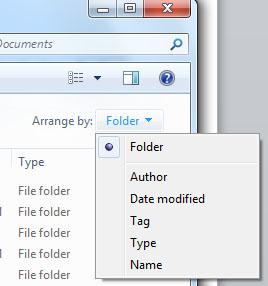 Documents
Arrange by: Folder
Folder
Author
Date modified
Tag
Type
Name
Type
File folder
File folder
File folder
File folder
File folder